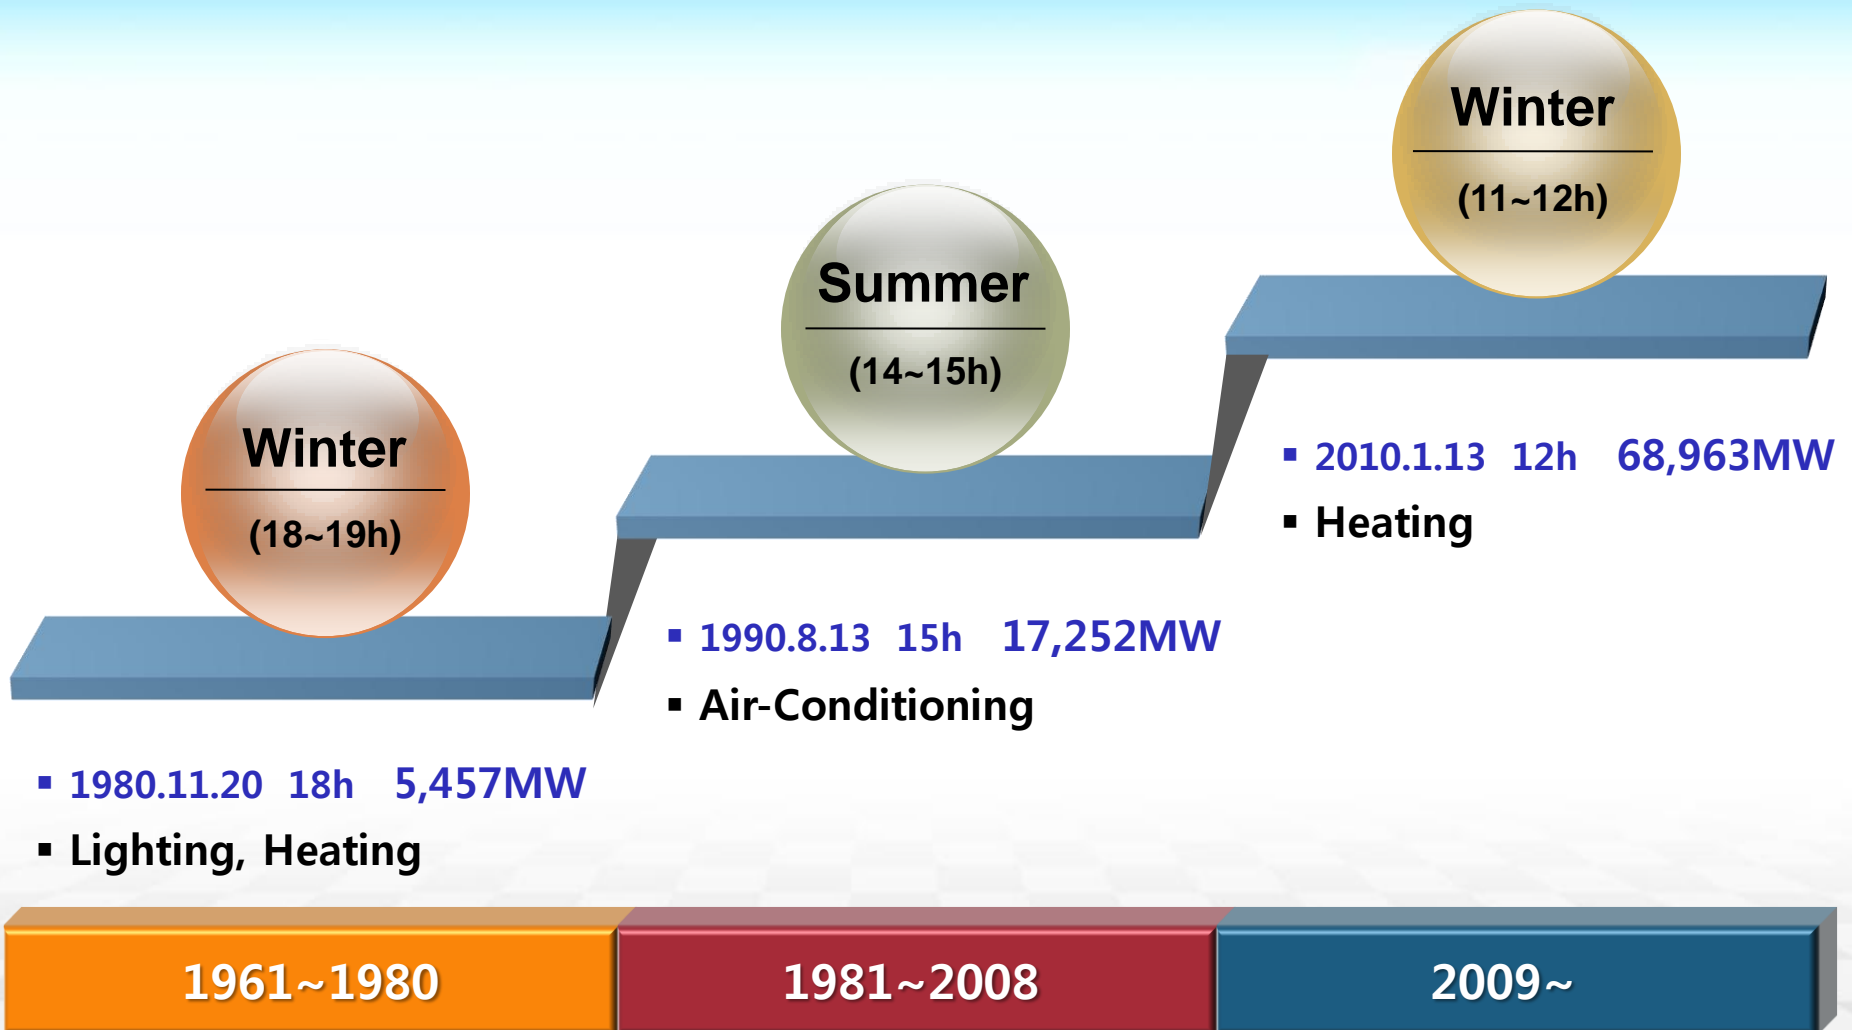 Winter
(18~19h)
▪ 1980.11.20 18h 5,457MW
▪ Lighting, Heating
1961~1980
Summer
(14~15h)
▪ 1990.8.13 15h 17,252MW
▪ Air-Conditioning
1981~2008
Winter
(11~12h)
▪ 2010.1.13 12h 68,963MW
▪ Heating
2009~